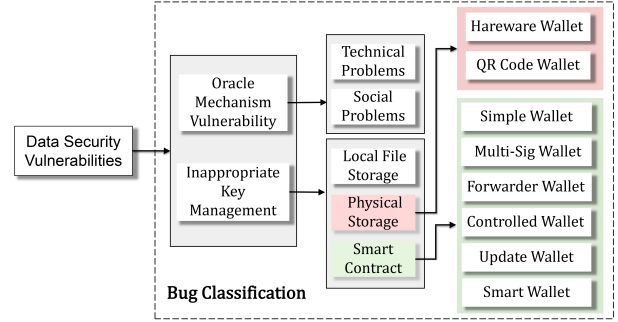 Data Security
Vulnerabilities
Oracle
Mechanism
Vulnerability
Inappropriate
Key
Management
Technical
Problems
Social
Problems
Local File
Storage
Physical
Storage
Smart
Contract
Hareware Wallet
QR Code Wallet
Simple Wallet
Multi-Sig Wallet
Forwarder Wallet
Controlled Wallet
Update Wallet
Smart Wallet
Bug Classification